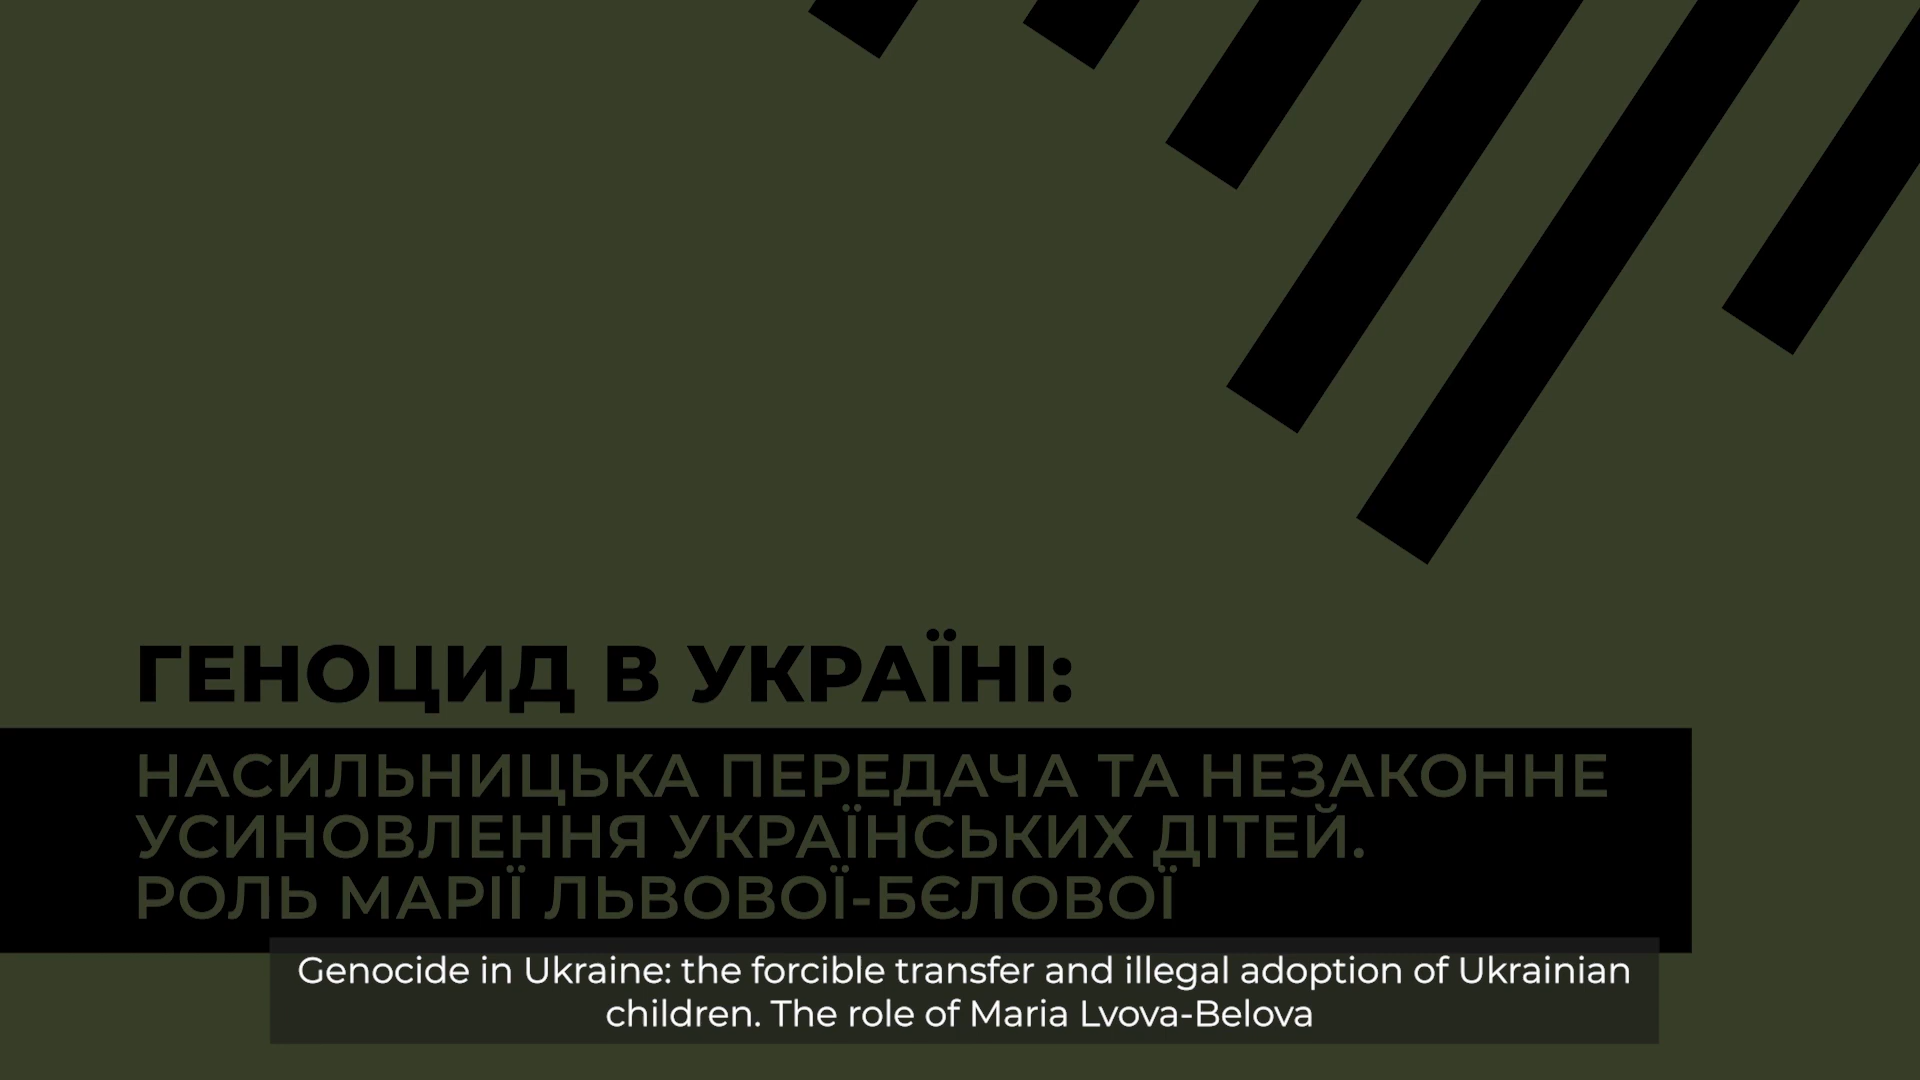 ГЕНОЦИД В УКРАЇНІ:
НАСИЛЬНИЦЬКА ПЕРЕДАЧА ТА НЕЗАКОННЕ
УСИНОВЛЕННЯ УКРАЇНСЬКИХ ДІТЕЙ.
РОЛЬ МАРІЇ ЛЬВОВОЇ-БЄЛОВОЇ
Genocide in Ukraine: the forcible transfer and illegal adoption of Ukrainian
children. The role of Maria Lvova-Belova